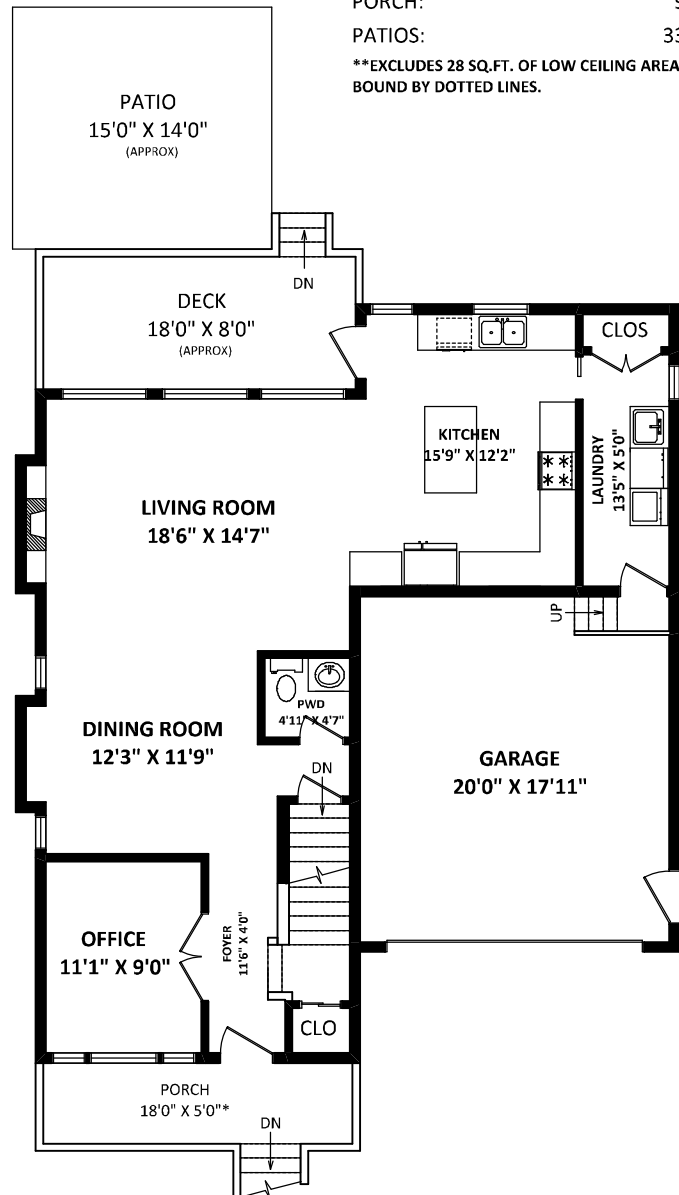 PORCH:
PATIOS:
**EXCLUDES 28 SQ.FT. OF LOW CEILING AREA
BOUND BY DOTTED LINES.
PATIO
15'0" X 14'0"
(APPROX)
DN
DECK
18'0" X 8'0"
(APPROX)
CLOS
KITCHEN
15'9" X 12'2"
LAUNDRY
13'5" X 5'0"
LIVING ROOM
18'6" X 14'7"
UP
PWD
4'11" X 4'7"
DINING ROOM
12'3" X 11'9"
DN
GARAGE
20'0" X 17'11"
OFFICE
11'1" X 9'0"
FOYER
11'6" X 4'0"
CLO
PORCH
18'0" X 5'0"*
DN